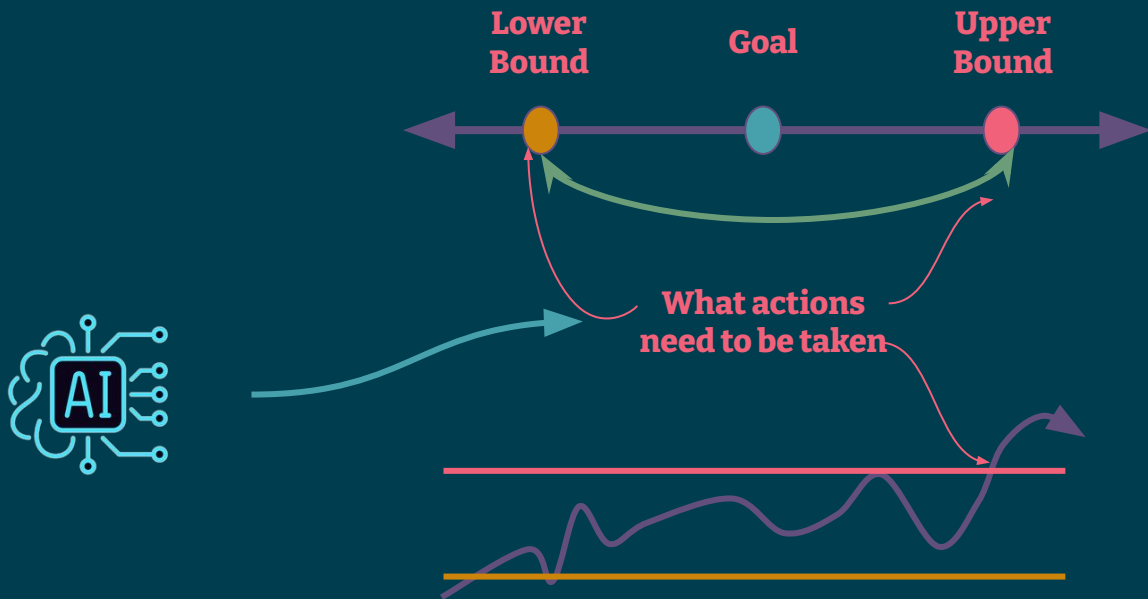 Lower
Bound
Goal
Upper
Bound
What actions
need to be taken
AI